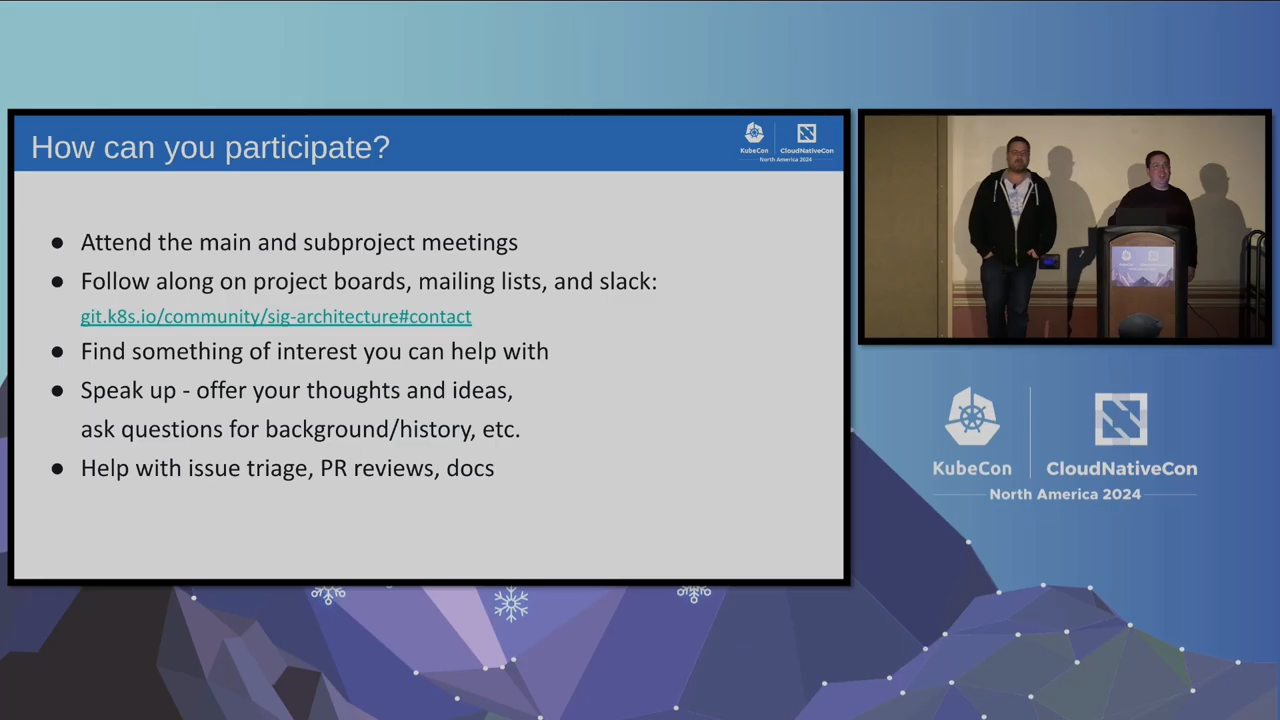 How can you participate?
KubeCon
CloudNativeCon
North America 2024
● Attend the main and subproject meetings
● Follow along on project boards, mailing lists, and slack:
git.k8s.io/community/sig-architecture#contact
● Find something of interest you can help with
● Speak up - offer your thoughts and ideas,
ask questions for background/history, etc.
● Help with issue triage, PR reviews, docs
KubeCon
CloudNativeCon
North America 2024